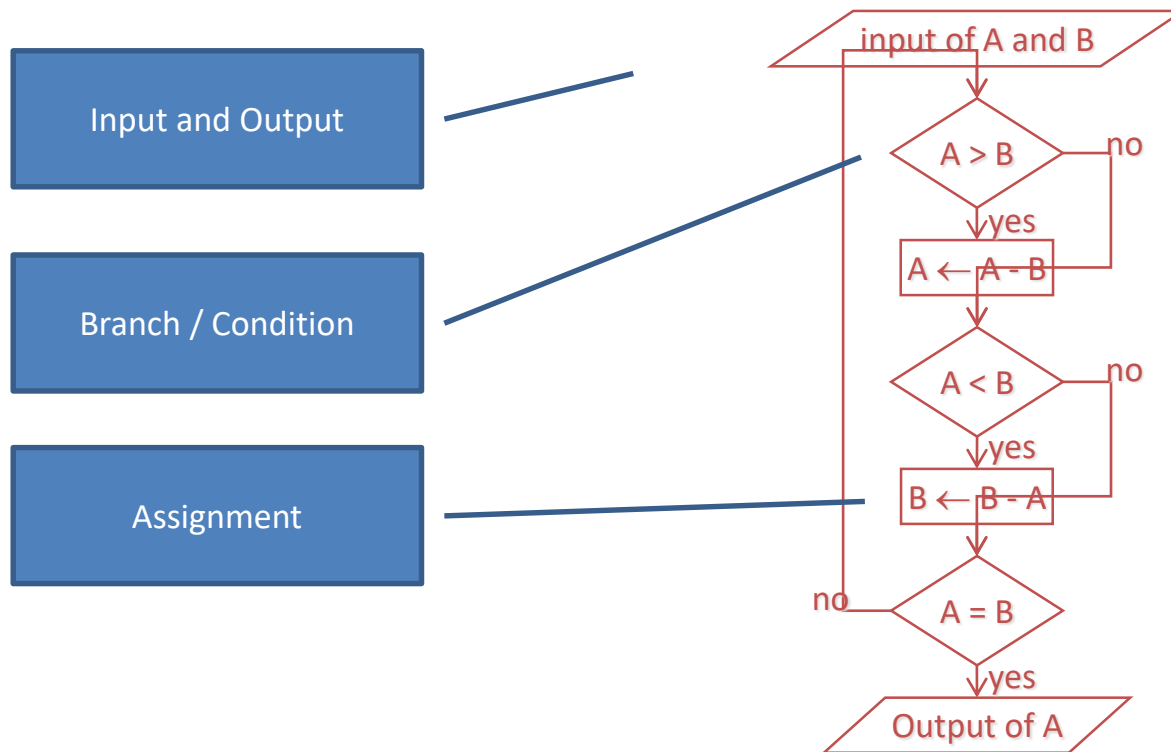 Input and Output
Branch / Condition
Assignment
input of A and B
A > B
no
yes
A ← A - B
A < B
no
yes
B ← B - A
A = B
no
yes
Output of A